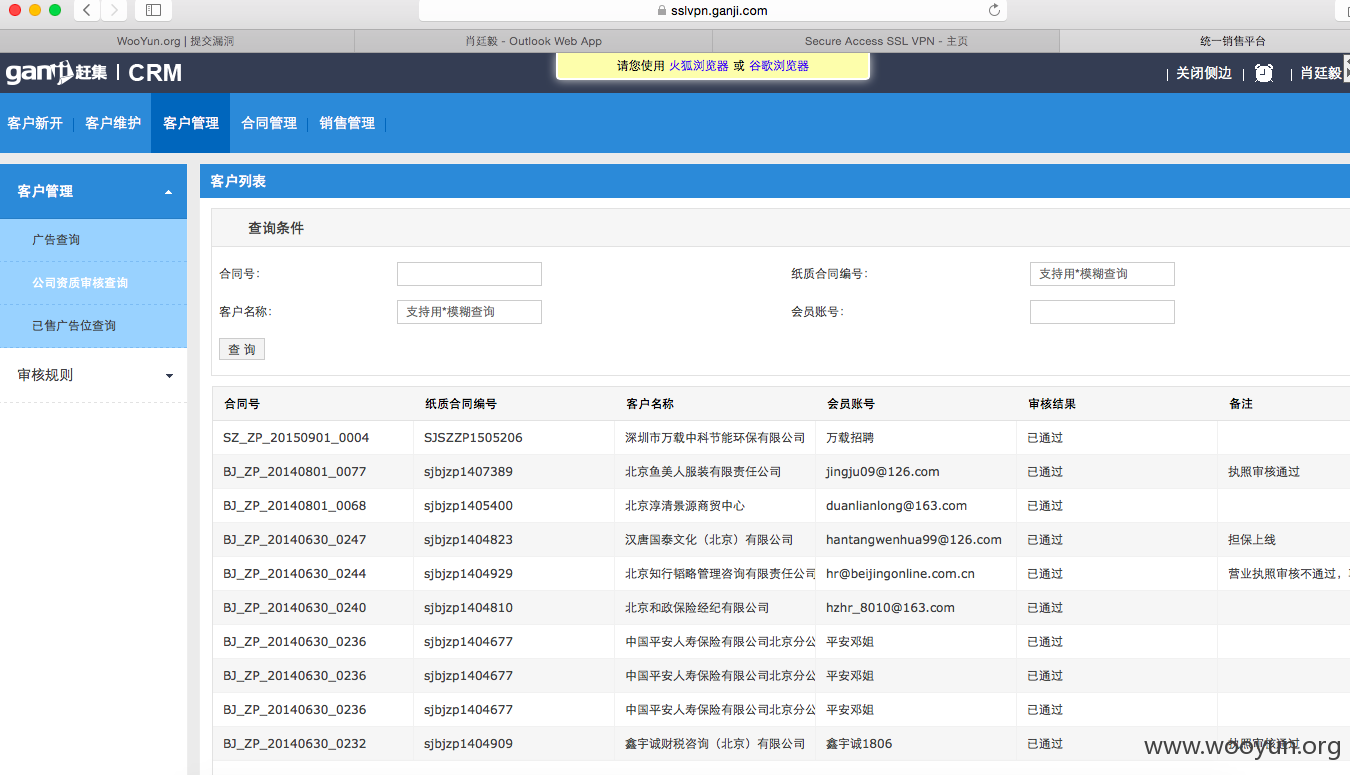 sslvpn.ganji.com
WooYun.org | 提交漏洞 肖廷毅 - Outlook Web App Secure Access SSL VPN - 主页 统一销售平台
ganji 赶集 | CRM 请您使用 火狐浏览器 或 谷歌浏览器 | 关闭侧边 | | 肖廷毅
客户新开 客户维护 客户管理 合同管理 销售管理
客户管理
广告查询
公司资质审核查询
已售广告位查询
审核规则
客户列表
查询条件
合同号: 纸质合同编号: 支持用*模糊查询
客户名称: 支持用*模糊查询 会员账号:
查 询
合同号 纸质合同编号 客户名称 会员账号 审核结果 备注
SZ_ZP_20150901_0004 SJSZZP1505206 深圳市万载中科节能环保有限公司 万载招聘 已通过
BJ_ZP_20140801_0077 sjbjzp1407389 北京鱼美人服装有限责任公司 jingju09@126.com 已通过 执照审核通过
BJ_ZP_20140801_0068 sjbjzp1405400 北京淳清景源商贸中心 duanlianlong@163.com 已通过
BJ_ZP_20140630_0247 sjbjzp1404823 汉唐国泰文化（北京）有限公司 hantangwenhua99@126.com 已通过 担保上线
BJ_ZP_20140630_0244 sjbjzp1404929 北京知行韬略管理咨询有限责任公司 hr@beijingonline.com.cn 已通过 营业执照审核不通过，
BJ_ZP_20140630_0240 sjbjzp1404810 北京和政保险经纪有限公司 hzhr_8010@163.com 已通过
BJ_ZP_20140630_0236 sjbjzp1404677 中国平安人寿保险有限公司北京分公 平安邓姐 已通过
BJ_ZP_20140630_0236 sjbjzp1404677 中国平安人寿保险有限公司北京分公 平安邓姐 已通过
BJ_ZP_20140630_0236 sjbjzp1404677 中国平安人寿保险有限公司北京分公 平安邓姐 已通过
BJ_ZP_20140630_0232 sjbjzp1404909 鑫宇诚财税咨询（北京）有限公司 鑫宇诚1806 已通过 执照审核通过
www.wooyun.org